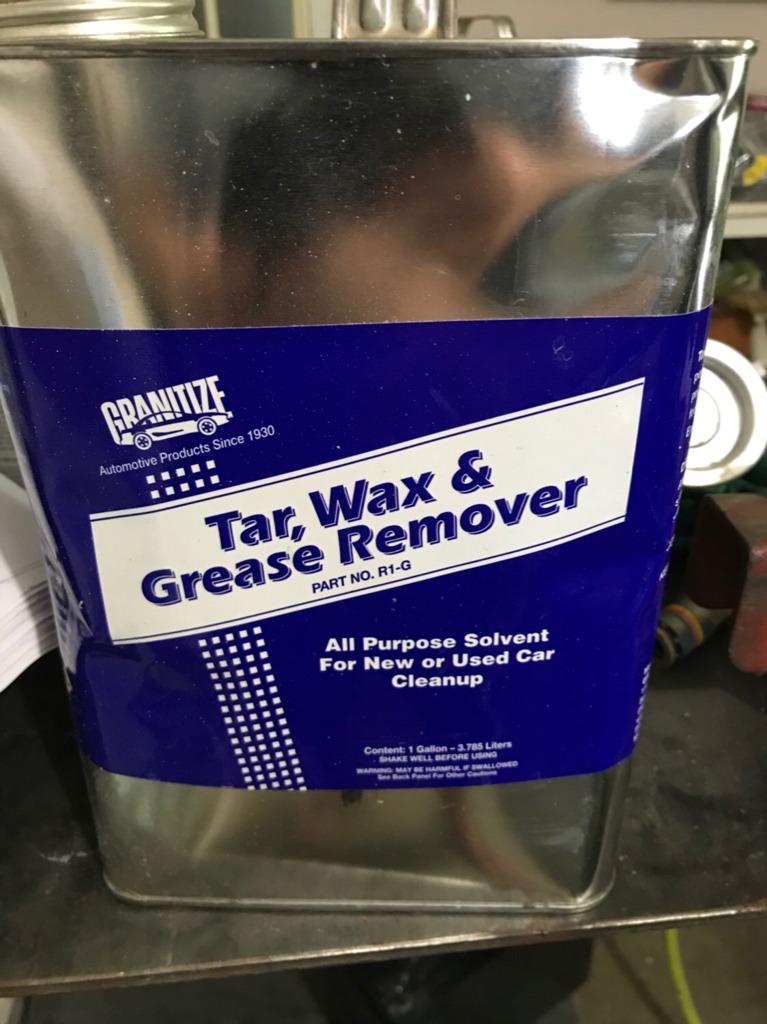 GRANITIZE
Automotive Products Since 1930
Tar, Wax &
Grease Remover
PART NO. R1-G
All Purpose Solvent
For New or Used Car
Cleanup
Content: 1 Gallon – 3.785 Liters
SHAKE WELL BEFORE USING
WARNING: MAY BE HARMFUL IF SWALLOWED
See Back Panel For Other Cautions